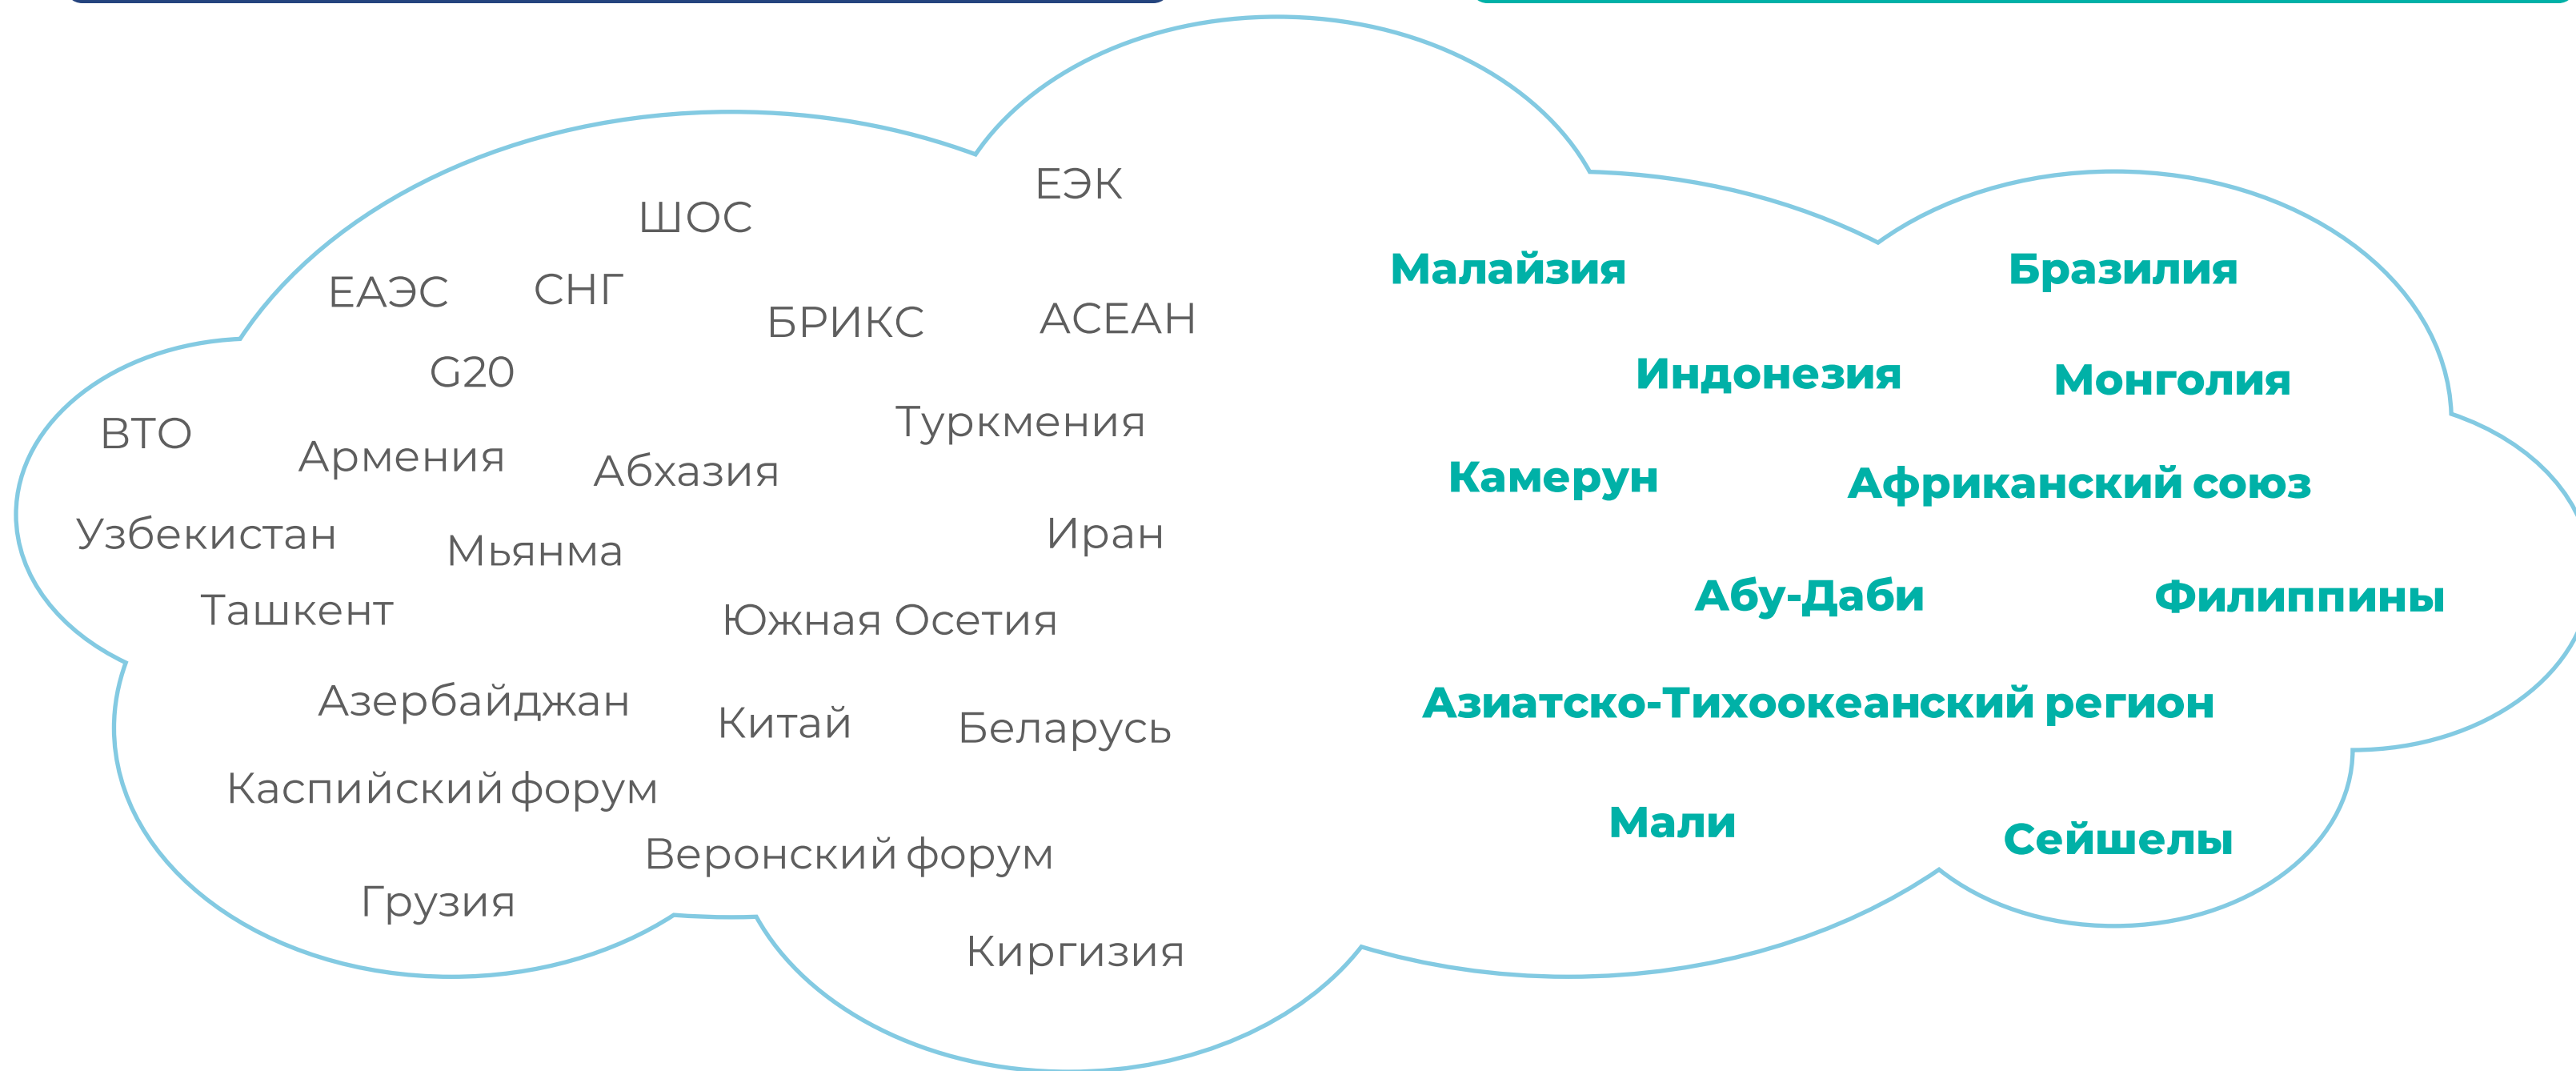 ЕЭК
ШОС
ЕАЭС
СНГ
БРИКС
АСЕАН
G20
ВТО
Туркмения
Армения
Абхазия
Узбекистан
Мьянма
Иран
Ташкент
Южная Осетия
Азербайджан
Китай
Беларусь
Каспийский форум
Веронский форум
Грузия
Киргизия
Малайзия
Бразилия
Индонезия
Монголия
Камерун
Африканский союз
Абу-Даби
Филиппины
Азиатско-Тихоокеанский регион
Мали
Сейшелы